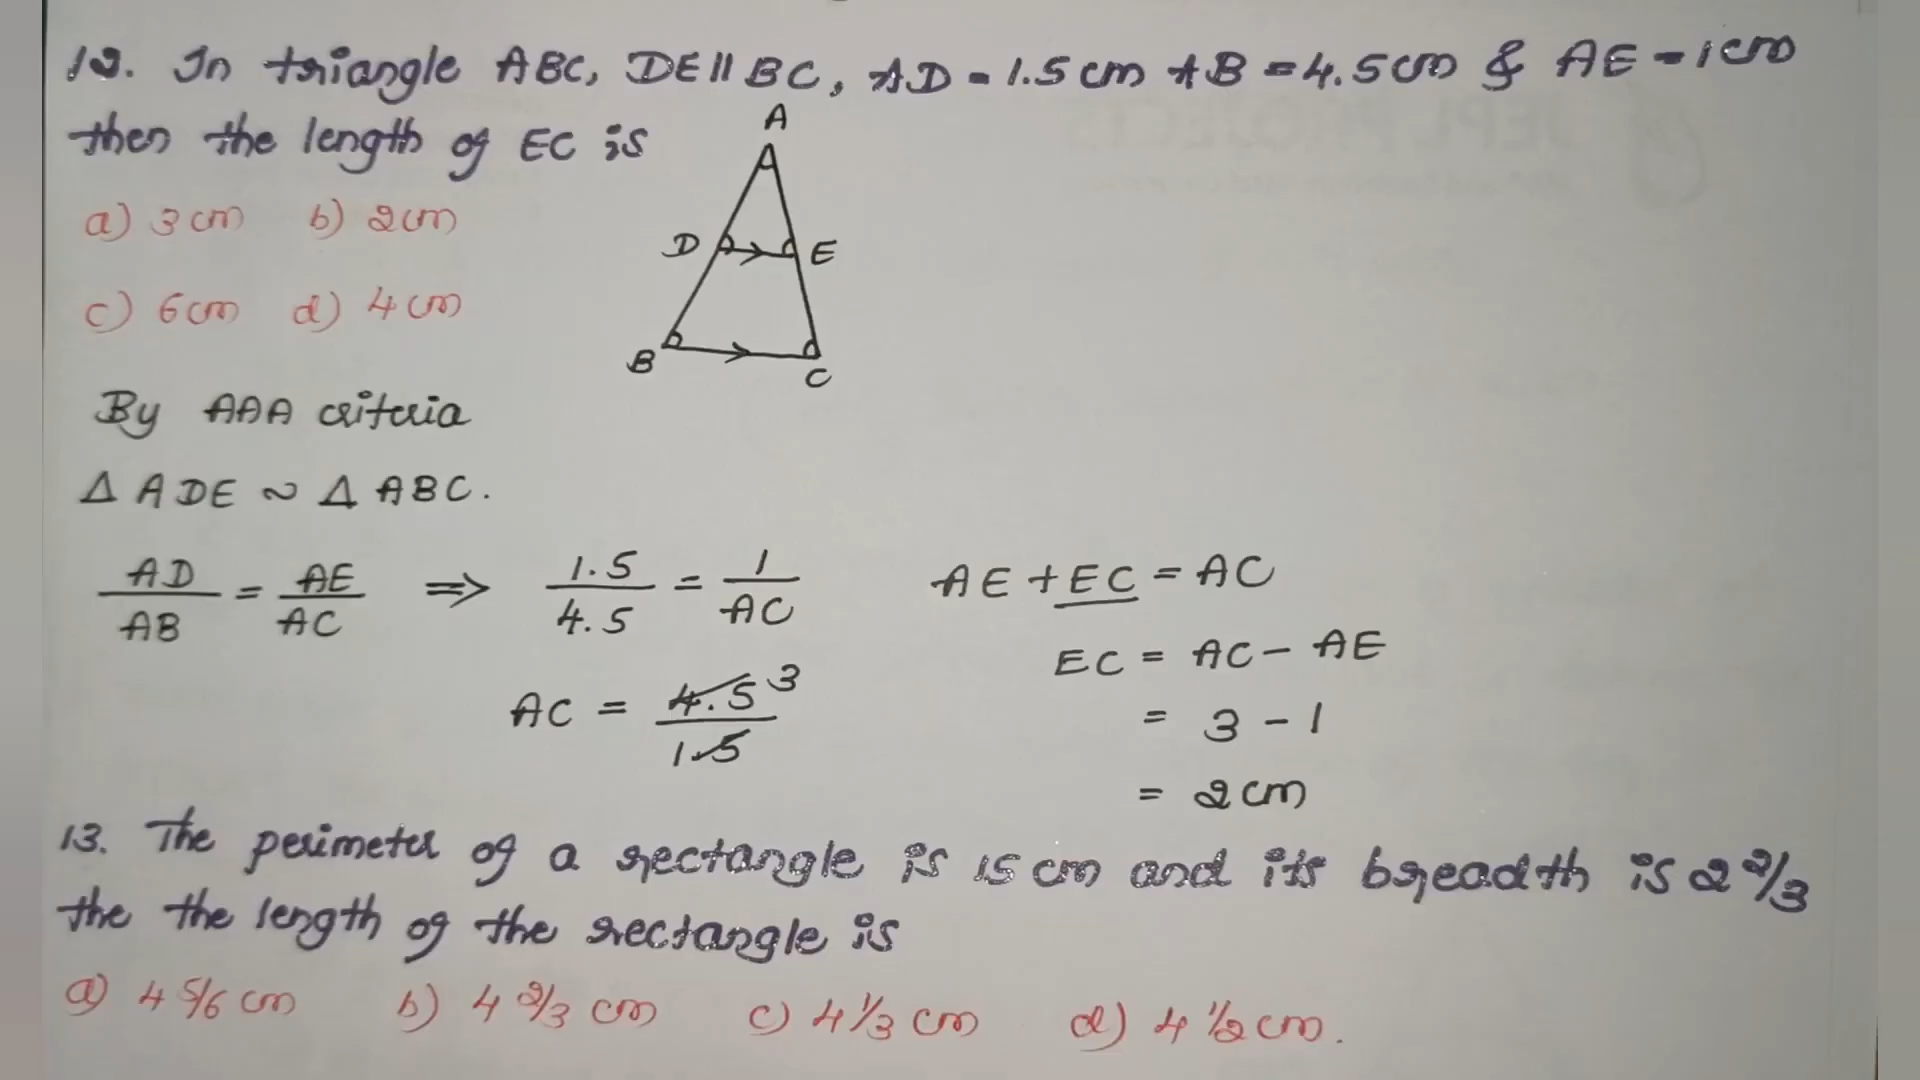 12. In triangle ABC, DE || BC, AD = 1.5 cm AB = 4.5 cm & AE = 1 cm
then the length of EC is
a) 3 cm b) 2 cm
c) 6 cm d) 4 cm
A
D E
B C
By AAA criteria
Δ ADE ~ Δ ABC.
AD/AB = AE/AC ⇒ 1.5/4.5 = 1/AC
AC = 4.5/1.5 3
AE + EC = AC
EC = AC - AE
= 3 - 1
= 2 cm
13. The perimeter of a rectangle is 15 cm and its breadth is 2 2/3
the the length of the rectangle is
a) 4 5/6 cm b) 4 2/3 cm c) 4 1/3 cm d) 4 1/2 cm.